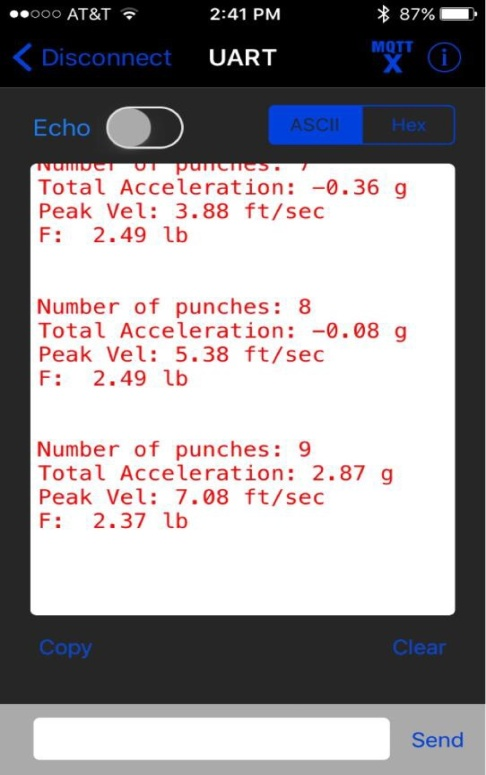 AT&T 2:41 PM 87%
Disconnect UART MQTT X i
Echo ASCII Hex
Number of punches: 7
Total Acceleration: −0.36 g
Peak Vel: 3.88 ft/sec
F: 2.49 lb
Number of punches: 8
Total Acceleration: −0.08 g
Peak Vel: 5.38 ft/sec
F: 2.49 lb
Number of punches: 9
Total Acceleration: 2.87 g
Peak Vel: 7.08 ft/sec
F: 2.37 lb
Copy Clear
Send